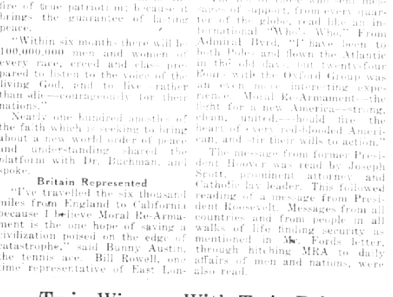 fire of true patriotism; because it
brings the guarantee of lasting
peace.
"Within six months there will be
100,000,000 men and women of
every race, creed and class pre-
pared to listen to the voice of the
living God, and to live rather
than die—courageously for their
nations."
Nearly one hundred apostles of
the faith which is seeking to bring
about a new world order of peace
and understanding shared the
platform with Dr. Buchman, and
spoke.
Britain Represented
"I've travelled the six thousand
miles from England to California
because I believe Moral Re-Arma-
ment is the one hope of saving a
civilization poised on the edge of
catastrophe," said Bunny Austin,
the tennis ace. Bill Rowell, one
time representative of East Lon-
of support, from every quar-
ter of the globe, read like an in-
ternational "Who's Who." From
Admiral Byrd, "I have been to
both Poles and down the Atlantic
in the old days, but twenty-four
hours with the Oxford Group was
an even more interesting expe-
rience. Moral Re-Armament—the
fight for a new America—strong,
clean, united,—should fire the
heart of every red-blooded Ameri-
can, and stir their wills to action."
The message from former Presi-
dent Hoover was read by Joseph
Scott, prominent attorney and
Catholic lay leader. This followed
reading of a message from Presi-
dent Roosevelt. Messages from all
countries and from people in all
walks of life finding security as
mentioned in Mr. Fords letter,
through hitching MRA to daily
affairs of men and nations, were
also read.